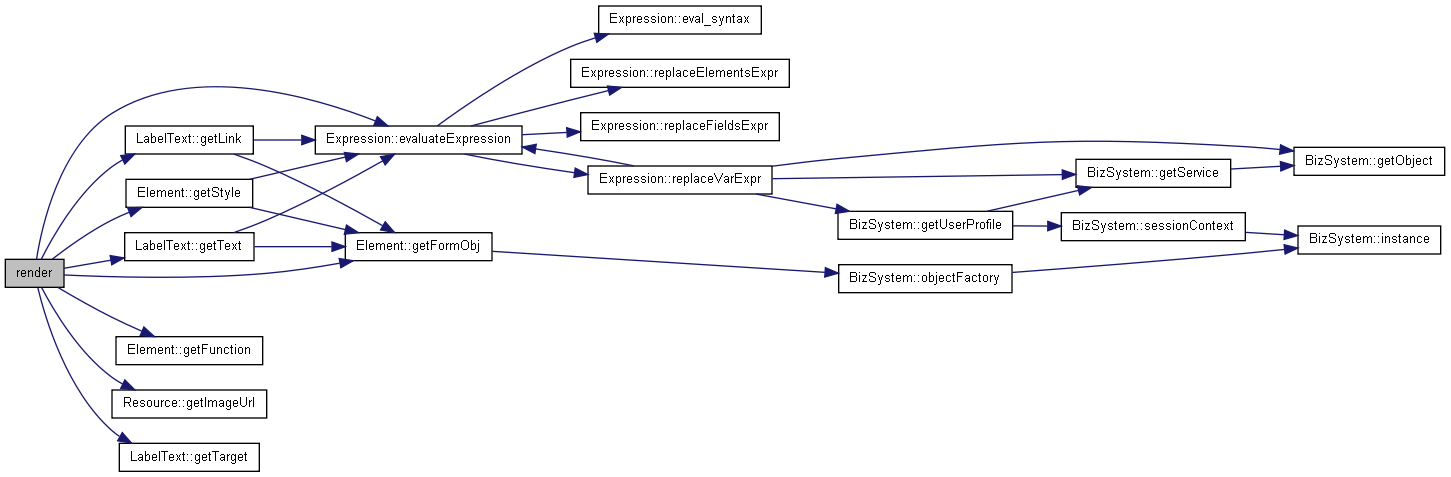 render
LabelText::getLink
Element::getStyle
LabelText::getText
Element::getFunction
Resource::getImageUrl
LabelText::getTarget
Expression::evaluateExpression
Element::getFormObj
Expression::eval_syntax
Expression::replaceElementsExpr
Expression::replaceFieldsExpr
Expression::replaceVarExpr
BizSystem::getUserProfile
BizSystem::objectFactory
BizSystem::getService
BizSystem::sessionContext
BizSystem::getObject
BizSystem::instance